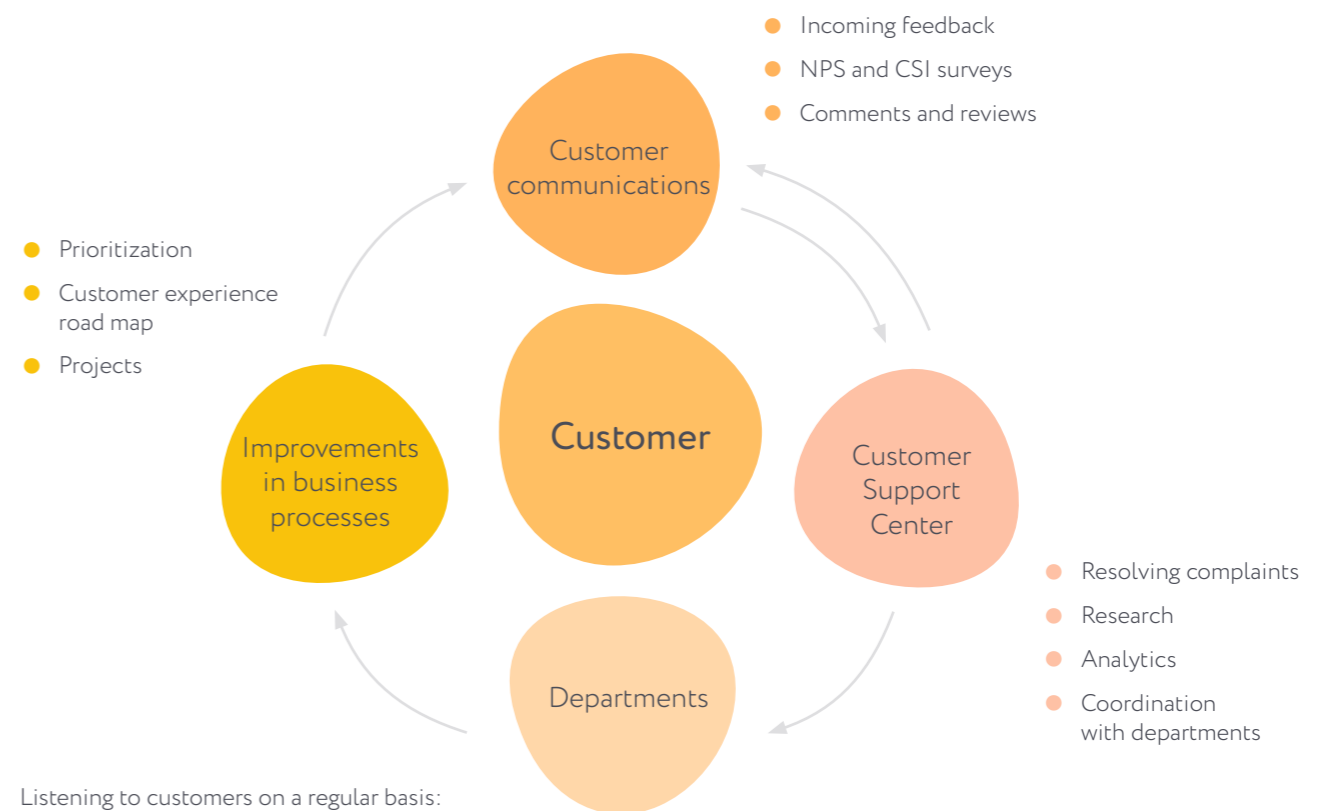 Incoming feedback
NPS and CSI surveys
Comments and reviews
Customer
communications
Prioritization
Customer experience
road map
Projects
Customer
Improvements
in business
processes
Customer
Support
Center
Resolving complaints
Research
Analytics
Coordination
with departments
Departments
Listening to customers on a regular basis: